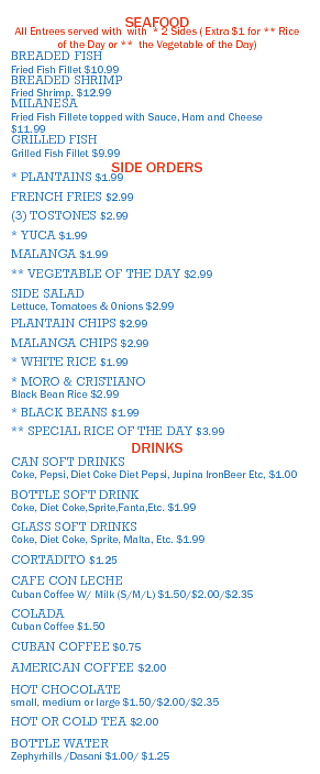 SEAFOOD
All Entrees served with with * 2 Sides ( Extra $1 for ** Rice
of the Day or ** the Vegetable of the Day)
BREADED FISH
Fried Fish Fillet $10.99
BREADED SHRIMP
Fried Shrimp. $12.99
MILANESA
Fried Fish Fillete topped with Sauce, Ham and Cheese
$11.99
GRILLED FISH
Grilled Fish Fillet $9.99
SIDE ORDERS
* PLANTAINS $1.99
FRENCH FRIES $2.99
(3) TOSTONES $2.99
* YUCA $1.99
MALANGA $1.99
** VEGETABLE OF THE DAY $2.99
SIDE SALAD
Lettuce, Tomatoes & Onions $2.99
PLANTAIN CHIPS $2.99
MALANGA CHIPS $2.99
* WHITE RICE $1.99
* MORO & CRISTIANO
Black Bean Rice $2.99
* BLACK BEANS $1.99
** SPECIAL RICE OF THE DAY $3.99
DRINKS
CAN SOFT DRINKS
Coke, Pepsi, Diet Coke Diet Pepsi, Jupina IronBeer Etc, $1.00
BOTTLE SOFT DRINK
Coke, Diet Coke,Sprite,Fanta,Etc. $1.99
GLASS SOFT DRINKS
Coke, Diet Coke, Sprite, Malta, Etc. $1.99
CORTADITO $1.25
CAFE CON LECHE
Cuban Coffee W/ Milk (S/M/L) $1.50/$2.00/$2.35
COLADA
Cuban Coffee $1.50
CUBAN COFFEE $0.75
AMERICAN COFFEE $2.00
HOT CHOCOLATE
small, medium or large $1.50/$2.00/$2.35
HOT OR COLD TEA $2.00
BOTTLE WATER
Zephyrhills /Dasani $1.00/ $1.25